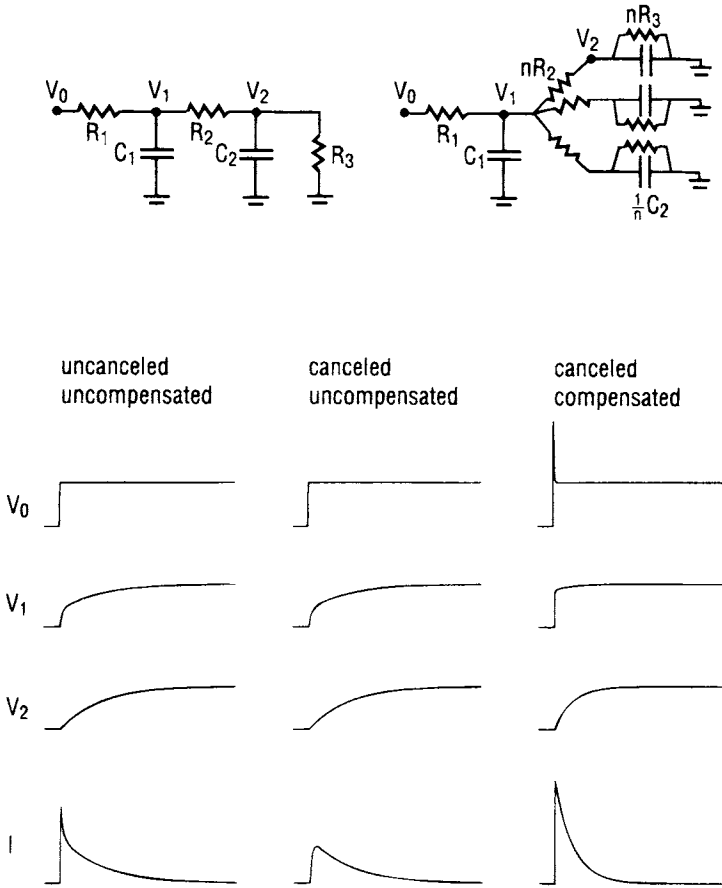 nR3
V2
nR2
V0
V1
V2
V0
V1
R1
R2
R1
C1
C2
R3
C1
1/n C2
uncanceled
uncompensated
canceled
uncompensated
canceled
compensated
V0
V1
V2
I